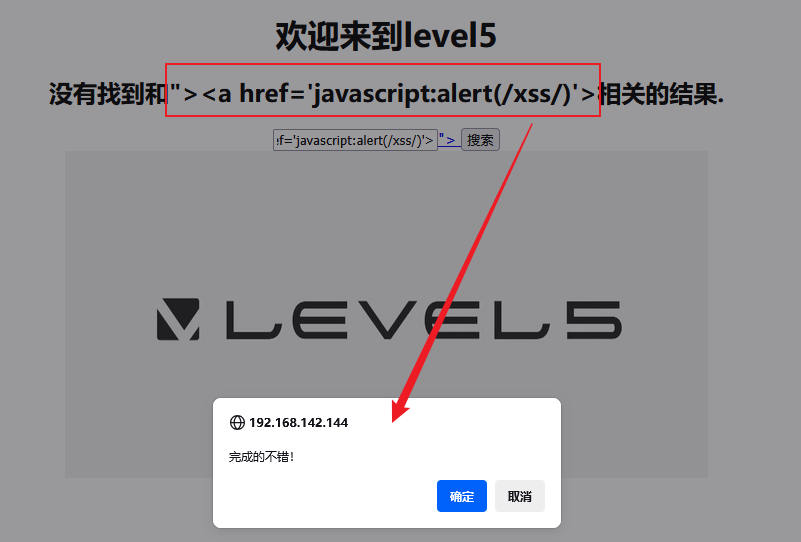 欢迎来到level5
没有找到和"><a href='javascript:alert(/xss/)'>相关的结果.
:f='javascript:alert(/xss/)'> "> 搜索
LEVEL5
192.168.142.144
完成的不错!
确定 取消